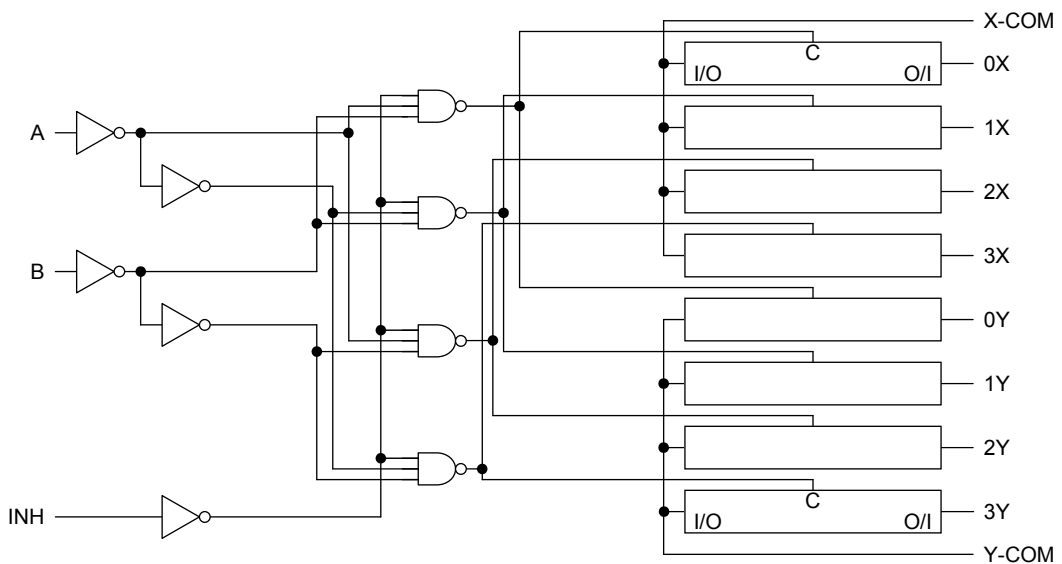 X-COM
C
I/O
O/I
0X
A
1X
2X
B
3X
0Y
1Y
2Y
INH
C
I/O
O/I
3Y
Y-COM